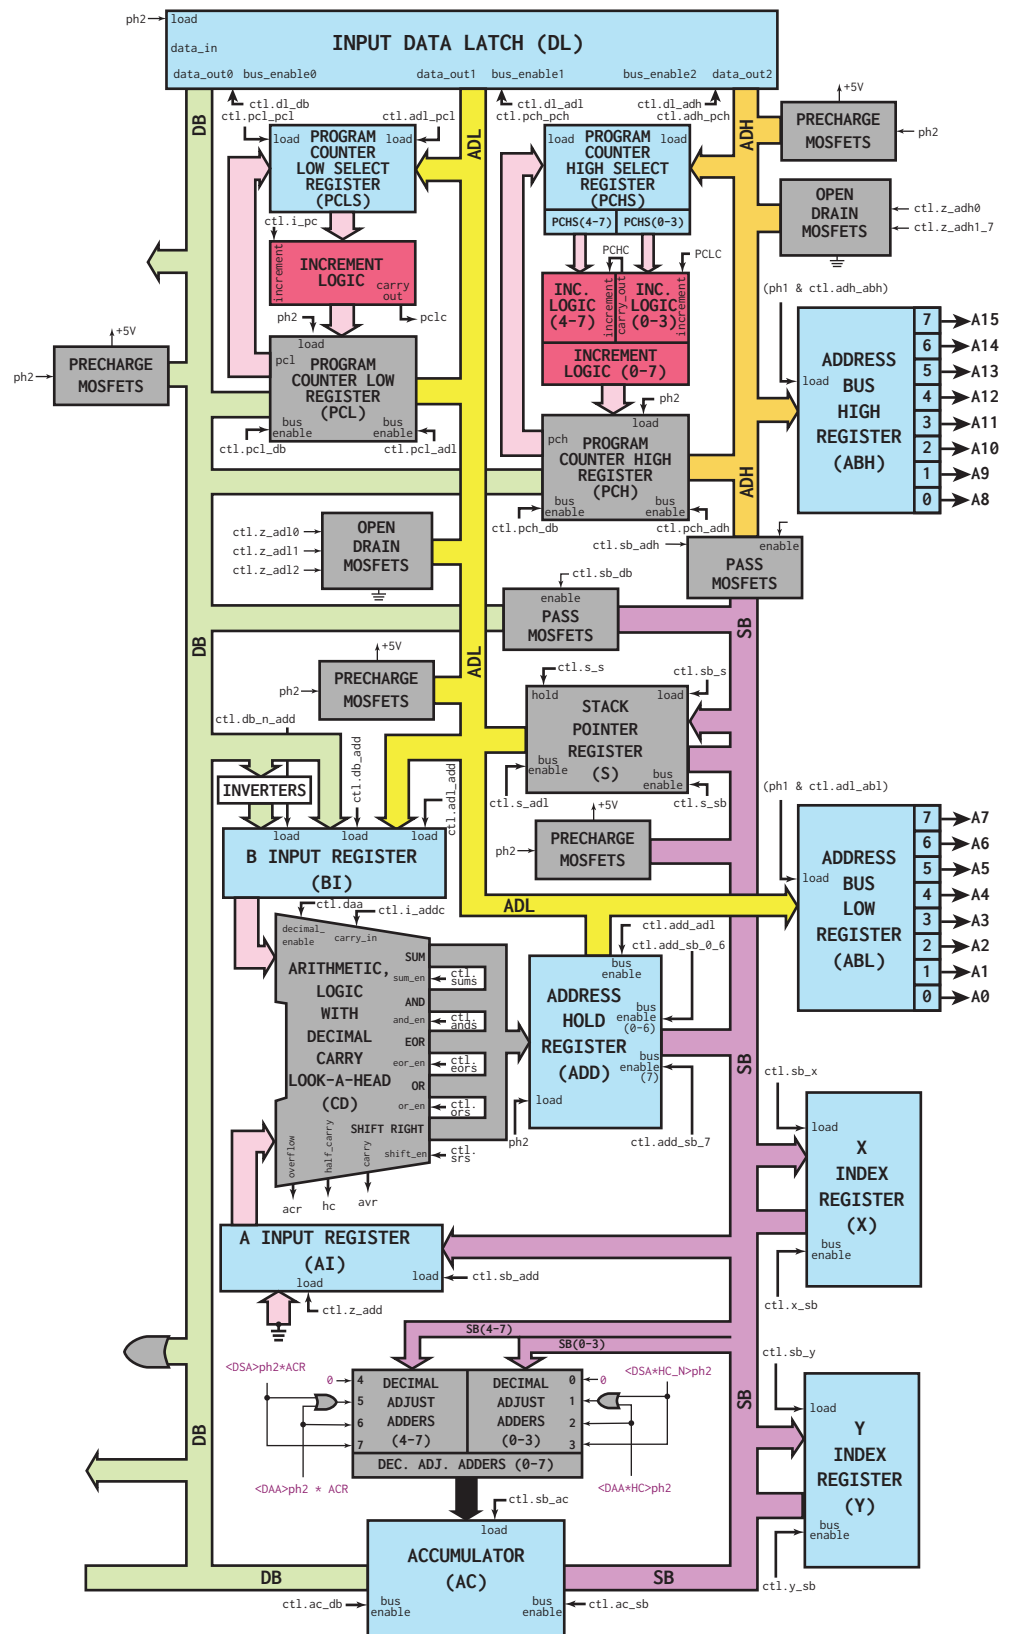 ph2
load
INPUT DATA LATCH (DL)
data_in
data_out0
bus_enable0
data_out1
bus_enable1
bus_enable2
data_out2
ctl.dl_db
ctl.pcl_pcl
ctl.adl_pcl
ctl.dl_adl
ctl.pch_pch
ctl.dl_adh
ctl.adh_pch
DB
ADL
ADH
+5V
PRECHARGE
MOSFETS
ph2
load
load
PROGRAM
COUNTER
LOW SELECT
REGISTER
(PCLS)
load
load
PROGRAM
COUNTER
HIGH SELECT
REGISTER
(PCHS)
PCHS(4-7)
PCHS(0-3)
OPEN
DRAIN
MOSFETS
ctl.z_adh0
ctl.z_adh1_7
ctl.i_pc
increment
INCREMENT
LOGIC
carry
out
pclc
PCHC
PCLC
INC.
LOGIC
(4-7)
increment
carry_out
INC.
LOGIC
(0-3)
increment
INCREMENT
LOGIC (0-7)
(ph1 & ctl.adh_abh)
load
ADDRESS
BUS
HIGH
REGISTER
(ABH)
7 A15
6 A14
5 A13
4 A12
3 A11
2 A10
1 A9
0 A8
+5V
PRECHARGE
MOSFETS
ph2
ph2
load
pcl
PROGRAM
COUNTER LOW
REGISTER
(PCL)
bus
enable
bus
enable
ctl.pcl_db
ctl.pcl_adl
ph2
load
pch
PROGRAM
COUNTER HIGH
REGISTER
(PCH)
bus
enable
bus
enable
ctl.pch_db
ctl.pch_adh
ADH
ctl.z_adl0
ctl.z_adl1
ctl.z_adl2
OPEN
DRAIN
MOSFETS
ctl.sb_adh
enable
PASS
MOSFETS
ctl.sb_db
enable
PASS
MOSFETS
DB
ADL
SB
+5V
PRECHARGE
MOSFETS
ph2
ctl.s_s
ctl.sb_s
hold
load
STACK
POINTER
REGISTER
(S)
bus
enable
bus
enable
ctl.s_adl
ctl.s_sb
ctl.db_n_add
ctl.db_add
ctl.adl_add
INVERTERS
load
load
load
B INPUT REGISTER
(BI)
+5V
PRECHARGE
MOSFETS
ph2
(ph1 & ctl.adl_abl)
load
ADDRESS
BUS
LOW
REGISTER
(ABL)
7 A7
6 A6
5 A5
4 A4
3 A3
2 A2
1 A1
0 A0
ADL
ctl.daa
ctl.i_addc
decimal_
enable
carry_in
ARITHMETIC,
LOGIC
WITH
DECIMAL
CARRY
LOOK-A-HEAD
(CD)
SUM
sum_en
ctl.
sums
AND
and_en
ctl.
ands
EOR
eor_en
ctl.
eors
OR
or_en
ctl.
ors
SHIFT RIGHT
shift_en
ctl.
srs
overflow
half_carry
carry
acr
hc
avr
ctl.add_adl
ctl.add_sb_0_6
bus
enable
ADDRESS
HOLD
REGISTER
(ADD)
bus
enable
(0-6)
bus
enable
(7)
load
ph2
ctl.add_sb_7
SB
ctl.sb_x
load
X
INDEX
REGISTER
(X)
bus
enable
ctl.x_sb
A INPUT REGISTER
(AI)
load
load
ctl.sb_add
ctl.z_add
SB(4-7)
SB(0-3)
<DSA>ph2*ACR
<DSA*HC_N>ph2
0
4
5
6
7
DECIMAL
ADJUST
ADDERS
(4-7)
DECIMAL
ADJUST
ADDERS
(0-3)
0
1
2
3
0
DEC. ADJ. ADDERS (0-7)
<DAA>ph2 * ACR
<DAA*HC>ph2
DB
SB
ctl.sb_y
load
Y
INDEX
REGISTER
(Y)
bus
enable
ctl.y_sb
ctl.sb_ac
load
ACCUMULATOR
(AC)
bus
enable
bus
enable
DB
SB
ctl.ac_db
ctl.ac_sb